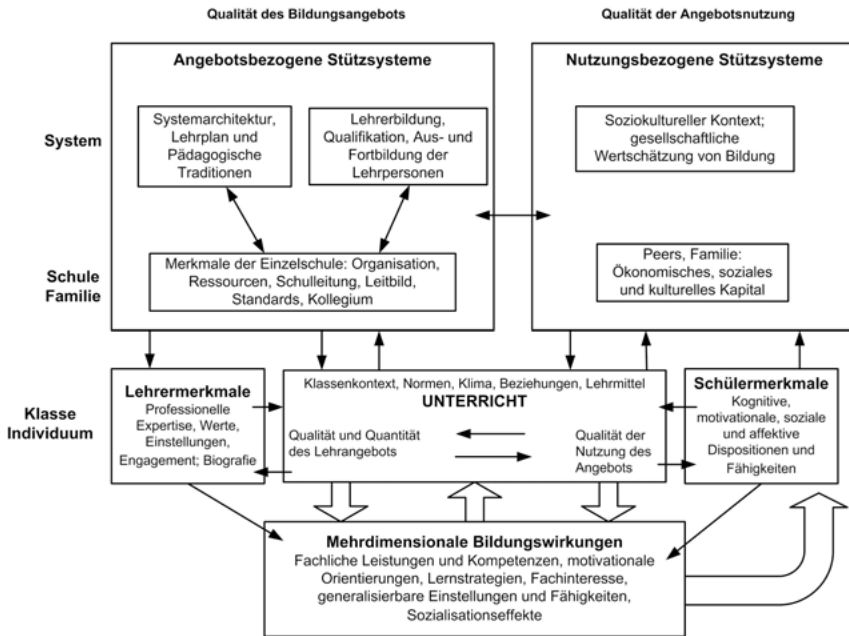 Qualität des Bildungsangebots
Qualität der Angebotsnutzung
Angebotsbezogene Stützsysteme
Nutzungsbezogene Stützsysteme
System
Systemarchitektur,
Lehrplan und
Pädagogische
Traditionen
Lehrerbildung,
Qualifikation, Aus- und
Fortbildung der
Lehrpersonen
Soziokultureller Kontext;
gesellschaftliche
Wertschätzung von Bildung
Schule
Familie
Merkmale der Einzelschule: Organisation,
Ressourcen, Schulleitung, Leitbild,
Standards, Kollegium
Peers, Familie:
Ökonomisches, soziales
und kulturelles Kapital
Klasse
Individuum
Lehrermerkmale
Professionelle
Expertise, Werte,
Einstellungen,
Engagement; Biografie
Klassenkontext, Normen, Klima, Beziehungen, Lehrmittel
UNTERRICHT
Qualität und Quantität
des Lehrangebots
Qualität der
Nutzung des
Angebots
Schülermerkmale
Kognitive,
motivationale, soziale
und affektive
Dispositionen und
Fähigkeiten
Mehrdimensionale Bildungswirkungen
Fachliche Leistungen und Kompetenzen, motivationale
Orientierungen, Lernstrategien, Fachinteresse,
generalisierbare Einstellungen und Fähigkeiten,
Sozialisationseffekte